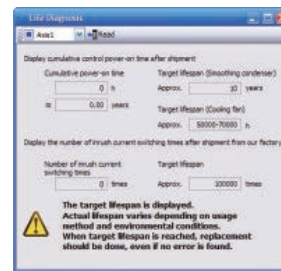 Life Diagnosis
Axis1 Read
Display cumulative control power-on time after shipment
Cumulative power-on time Target lifespan (Smoothing condenser)
0 h Approx. 10 years
≅ 0.00 years Target lifespan (Cooling fan)
Approx. 50000-70000 h
Display the number of inrush current switching times after shipment from our factory
Number of inrush current Target lifespan
switching times
0 times Approx. 100000 times
The target lifespan is displayed.
Actual lifespan varies depending on usage
method and environmental conditions.
When target lifespan is reached, replacement
should be done, even if no error is found.